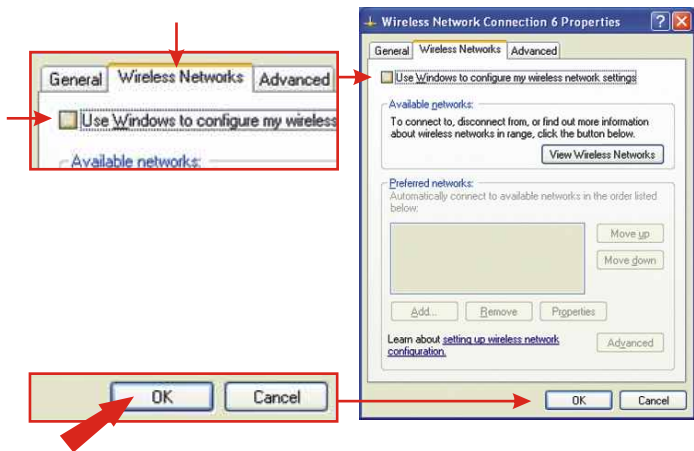 General Wireless Networks Advanced
Use Windows to configure my wireless
Available networks:
OK Cancel
Wireless Network Connection 6 Properties
General Wireless Networks Advanced
Use Windows to configure my wireless network settings
Available networks:
To connect to, disconnect from, or find out more information
about wireless networks in range, click the button below.
View Wireless Networks
Preferred networks:
Automatically connect to available networks in the order listed
below:
Move up
Move down
Add... Remove Properties
Learn about setting up wireless network
configuration.
Advanced
OK Cancel